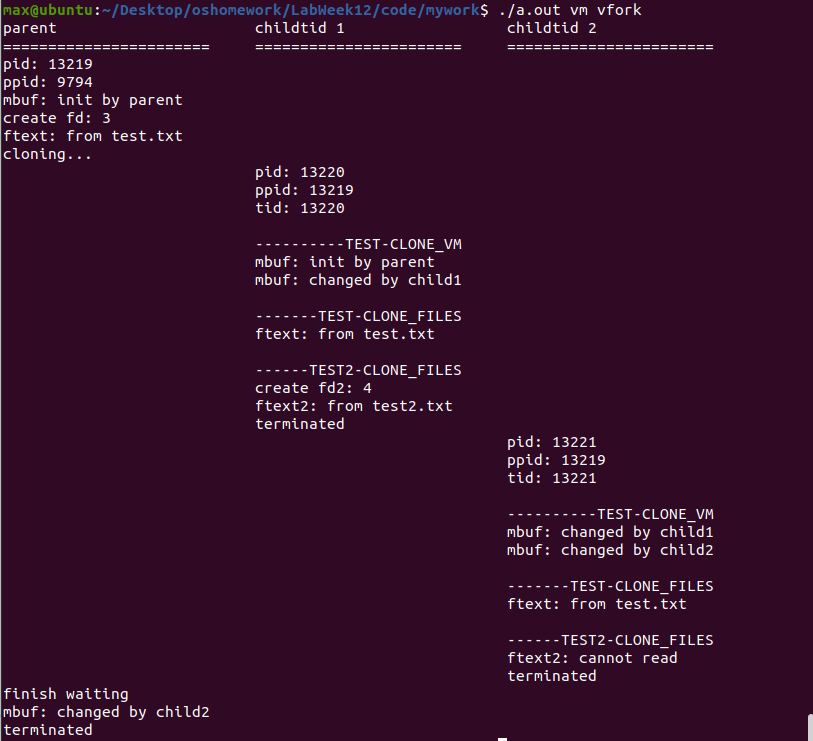 max@ubuntu:~/Desktop/oshomework/LabWeek12/code/mywork$ ./a.out vm vfork
parent                      childtid 1                  childtid 2
=======================     =======================     =======================
pid: 13219
ppid: 9794
mbuf: init by parent
create fd: 3
ftext: from test.txt
cloning...
                            pid: 13220
                            ppid: 13219
                            tid: 13220

                            ----------TEST-CLONE_VM
                            mbuf: init by parent
                            mbuf: changed by child1

                            -------TEST-CLONE_FILES
                            ftext: from test.txt

                            ------TEST2-CLONE_FILES
                            create fd2: 4
                            ftext2: from test2.txt
                            terminated
                                                        pid: 13221
                                                        ppid: 13219
                                                        tid: 13221

                                                        ----------TEST-CLONE_VM
                                                        mbuf: changed by child1
                                                        mbuf: changed by child2

                                                        -------TEST-CLONE_FILES
                                                        ftext: from test.txt

                                                        ------TEST2-CLONE_FILES
                                                        ftext2: cannot read
                                                        terminated
finish waiting
mbuf: changed by child2
terminated